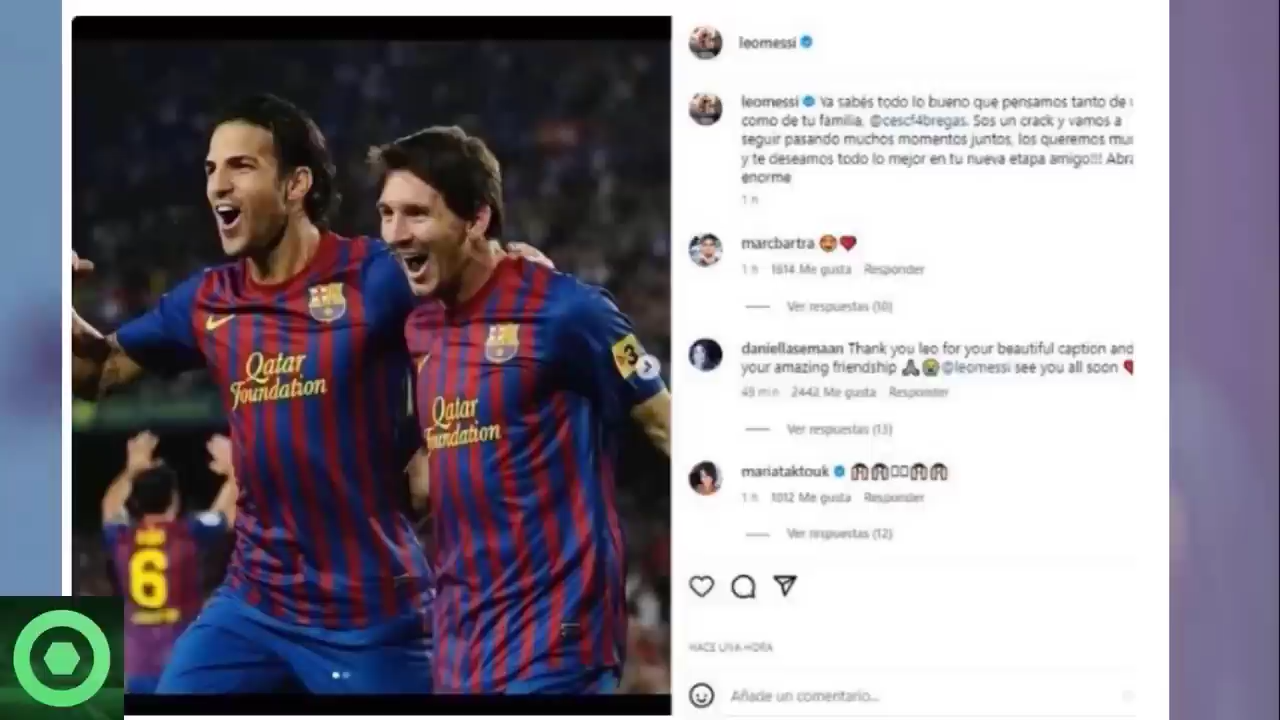 leomessi
leomessi Ya sabés todo lo bueno que pensamos tanto de
como de tu familia, @cescf4bregas. Sos un crack y vamos a
seguir pasando muchos momentos juntos, los queremos mu
y te deseamos todo lo mejor en tu nueva etapa amigo!!! Abra
enorme
1 h
marcbartra 😍❤️
1 h 1614 Me gusta Responder
Ver respuestas (10)
daniellasemaan Thank you leo for your beautiful caption and
your amazing friendship 🙏😭@leomessi see you all soon ❤️
49 min 2442 Me gusta Responder
Ver respuestas (13)
mariataktouk
1 h 1012 Me gusta Responder
Ver respuestas (12)
HACE UNA HORA
Añade un comentario...
Qatar
Foundation
Qatar
Foundation
6